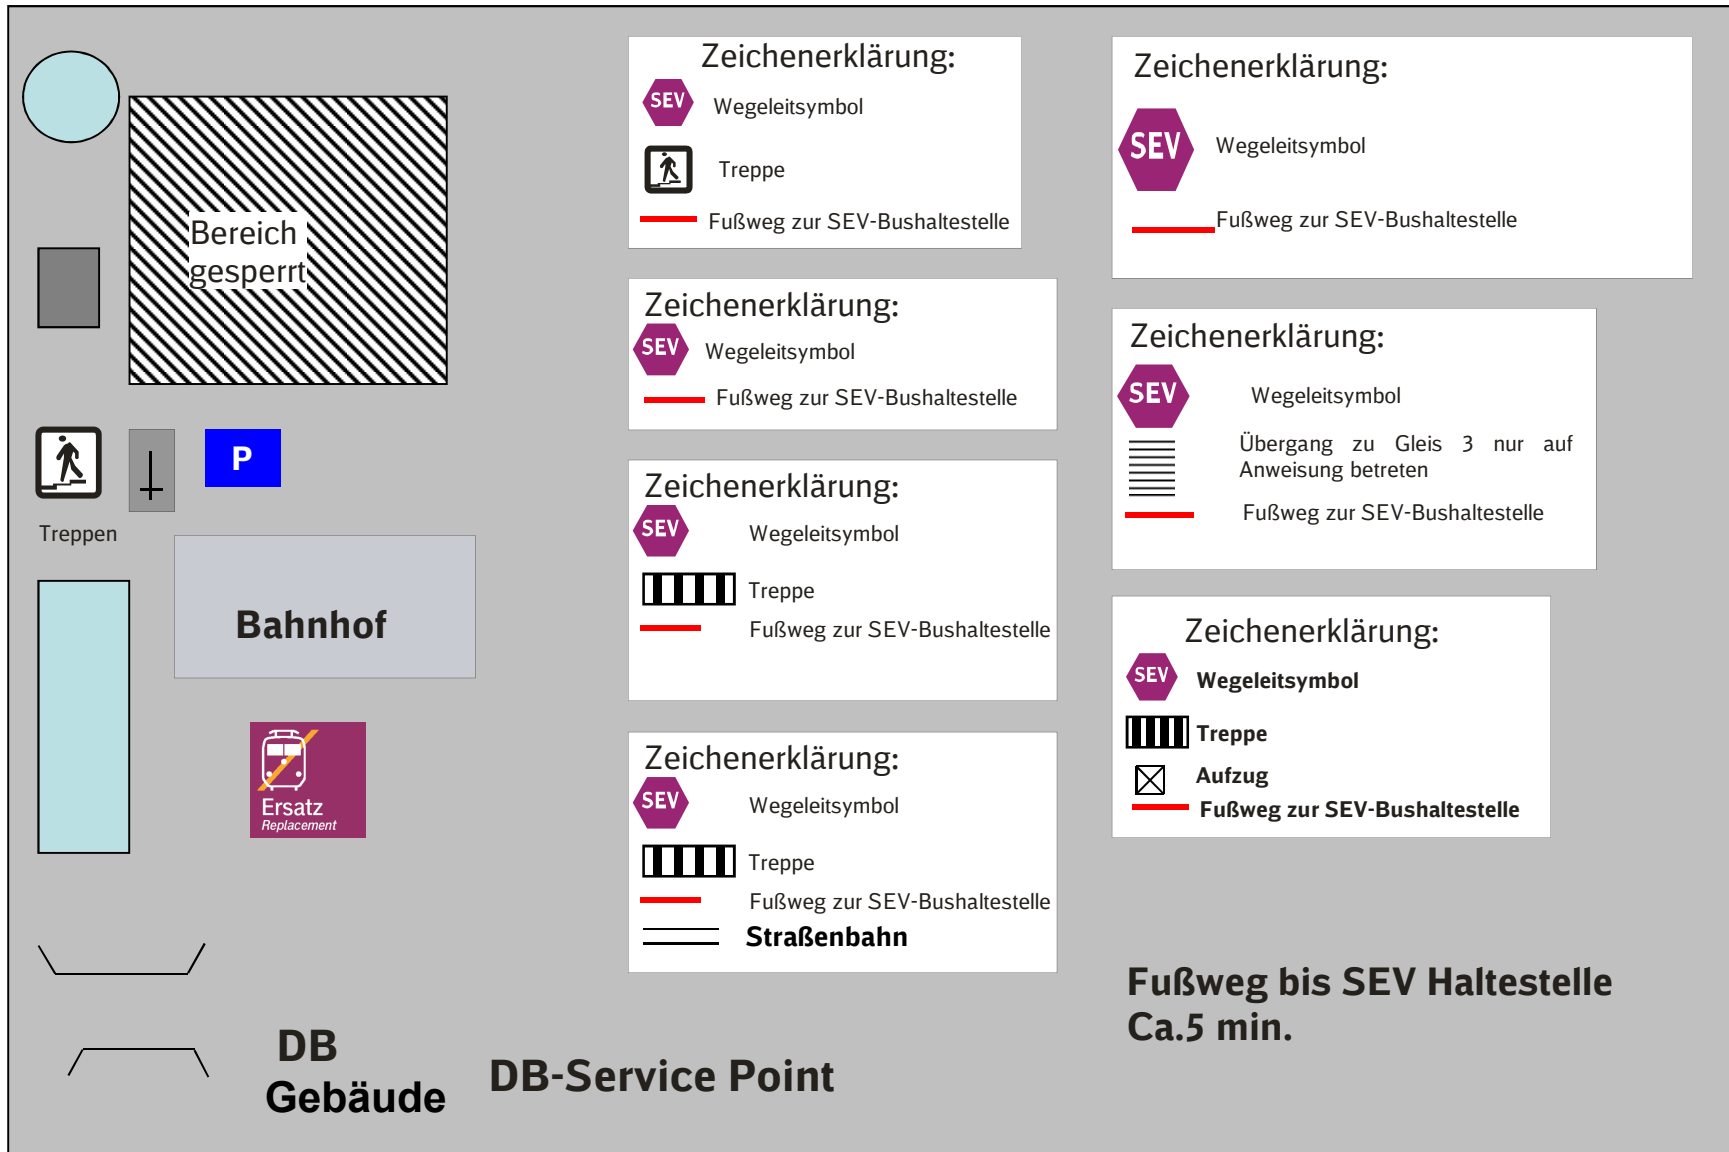 Bereich
gesperrt
P
Treppen
Bahnhof
Ersatz
Replacement
DB
Gebäude
DB-Service Point
Zeichenerklärung:
SEV Wegeleitsymbol
Treppe
Fußweg zur SEV-Bushaltestelle
Zeichenerklärung:
SEV Wegeleitsymbol
Fußweg zur SEV-Bushaltestelle
Zeichenerklärung:
SEV Wegeleitsymbol
Treppe
Fußweg zur SEV-Bushaltestelle
Zeichenerklärung:
SEV Wegeleitsymbol
Treppe
Fußweg zur SEV-Bushaltestelle
Straßenbahn
Zeichenerklärung:
SEV Wegeleitsymbol
Fußweg zur SEV-Bushaltestelle
Zeichenerklärung:
SEV Wegeleitsymbol
Übergang zu Gleis 3 nur auf
Anweisung betreten
Fußweg zur SEV-Bushaltestelle
Zeichenerklärung:
SEV Wegeleitsymbol
Treppe
Aufzug
Fußweg zur SEV-Bushaltestelle
Fußweg bis SEV Haltestelle
Ca.5 min.